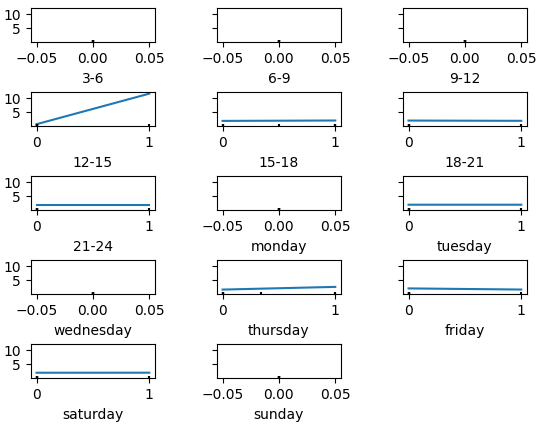 10
5
−0.05 0.00 0.05 −0.05 0.00 0.05 −0.05 0.00 0.05
3-6 6-9 9-12
10
5
0 1 0 1 0 1
12-15 15-18 18-21
10
5
0 1 −0.05 0.00 0.05 0 1
21-24 monday tuesday
10
5
−0.05 0.00 0.05 0 1 0 1
wednesday thursday friday
10
5
0 1 −0.05 0.00 0.05
saturday sunday